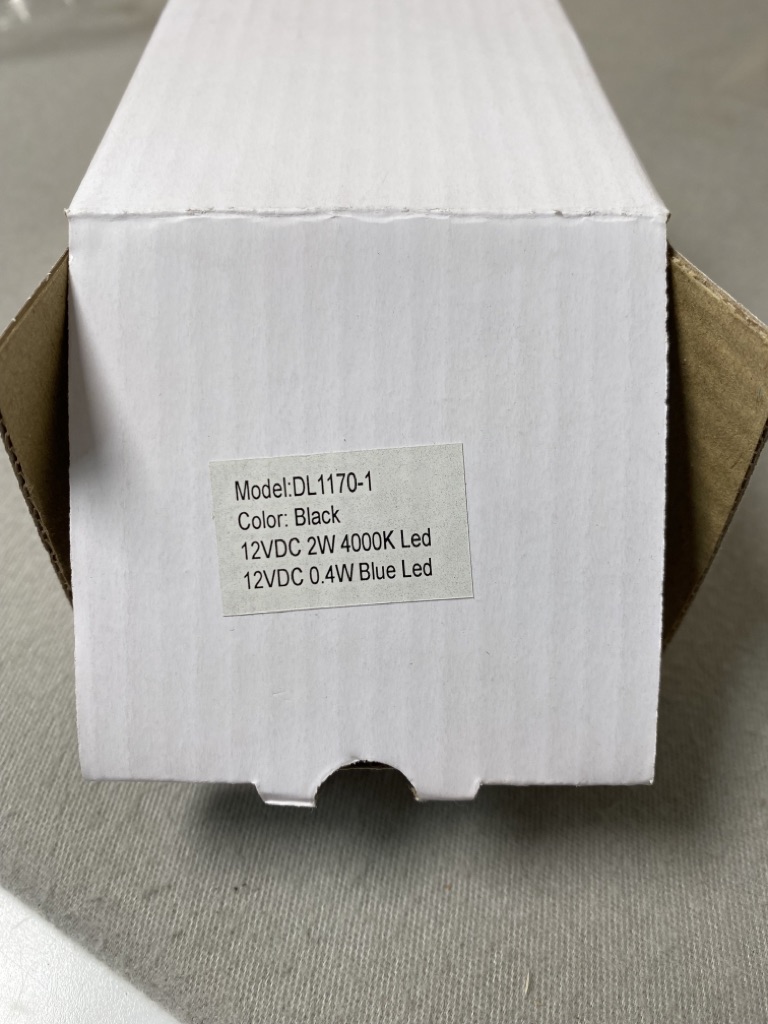 Model:DL1170-1
Color: Black
12VDC 2W 4000K Led
12VDC 0.4W Blue Led